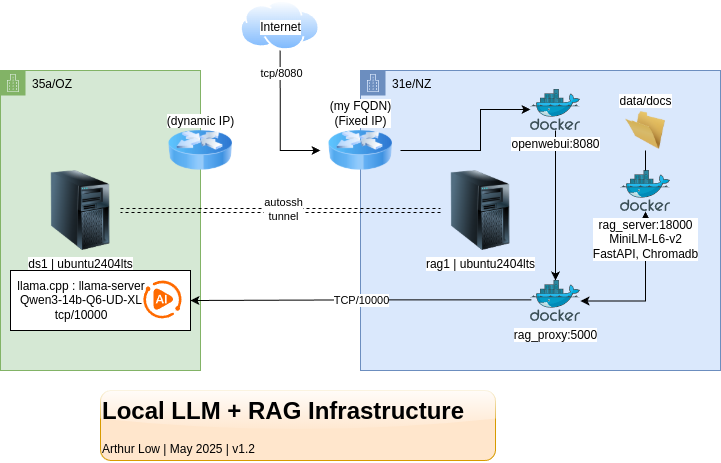 Internet
tcp/8080
35a/OZ
31e/NZ
(dynamic IP)
(my FQDN)
(Fixed IP)
docker
openwebui:8080
data/docs
docker
rag_server:18000
MiniLM-L6-v2
FastAPI, Chromadb
autossh
tunnel
ds1 | ubuntu2404lts
rag1 | ubuntu2404lts
llama.cpp : llama-server
Qwen3-14b-Q6-UD-XL
tcp/10000
AI
TCP/10000
docker
rag_proxy:5000
Local LLM + RAG Infrastructure
Arthur Low | May 2025 | v1.2